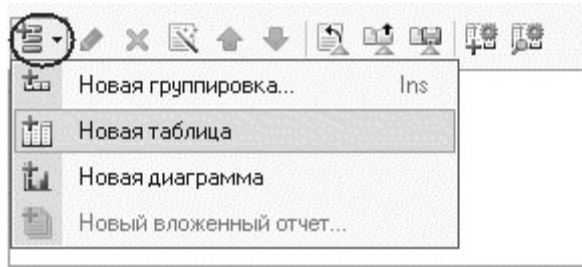 Новая группировка... Ins
Новая таблица
Новая диаграмма
Новый вложенный отчет...